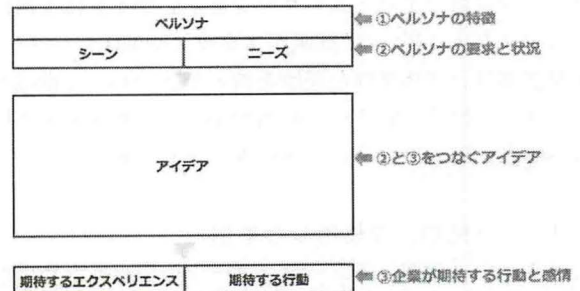 ペルソナ
⬅ ①ペルソナの特徴
シーン
ニーズ
⬅ ②ペルソナの要求と状況
アイデア
⬅ ②と③をつなぐアイデア
期待するエクスペリエンス
期待する行動
⬅ ③企業が期待する行動と感情